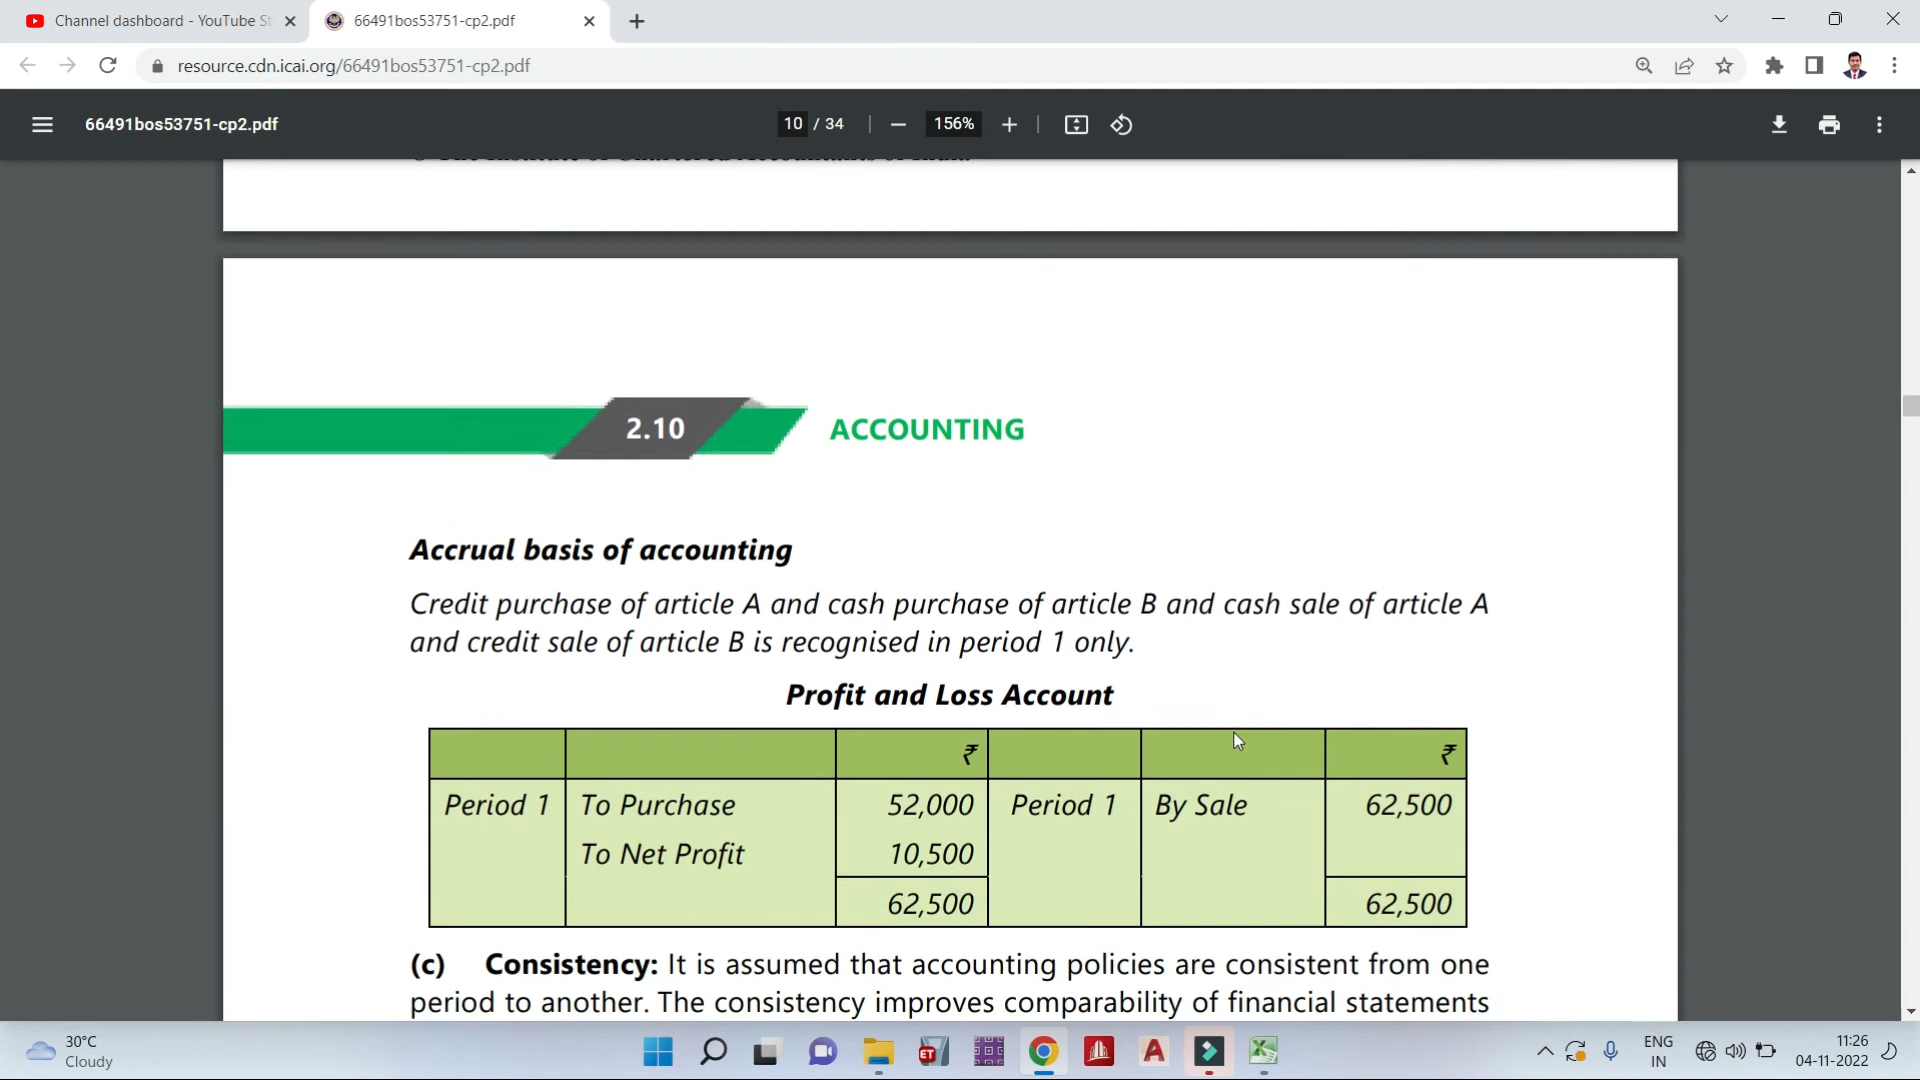 Channel dashboard - YouTube St
66491bos53751-cp2.pdf
resource.cdn.icai.org/66491bos53751-cp2.pdf
66491bos53751-cp2.pdf
10 / 34
156%
2.10
ACCOUNTING
Accrual basis of accounting
Credit purchase of article A and cash purchase of article B and cash sale of article A
and credit sale of article B is recognised in period 1 only.
Profit and Loss Account
₹ ₹
Period 1 To Purchase 52,000 Period 1 By Sale 62,500
To Net Profit 10,500
62,500 62,500
(c) Consistency: It is assumed that accounting policies are consistent from one
period to another. The consistency improves comparability of financial statements
30°C
Cloudy
ET
ENG
IN
11:26
04-11-2022